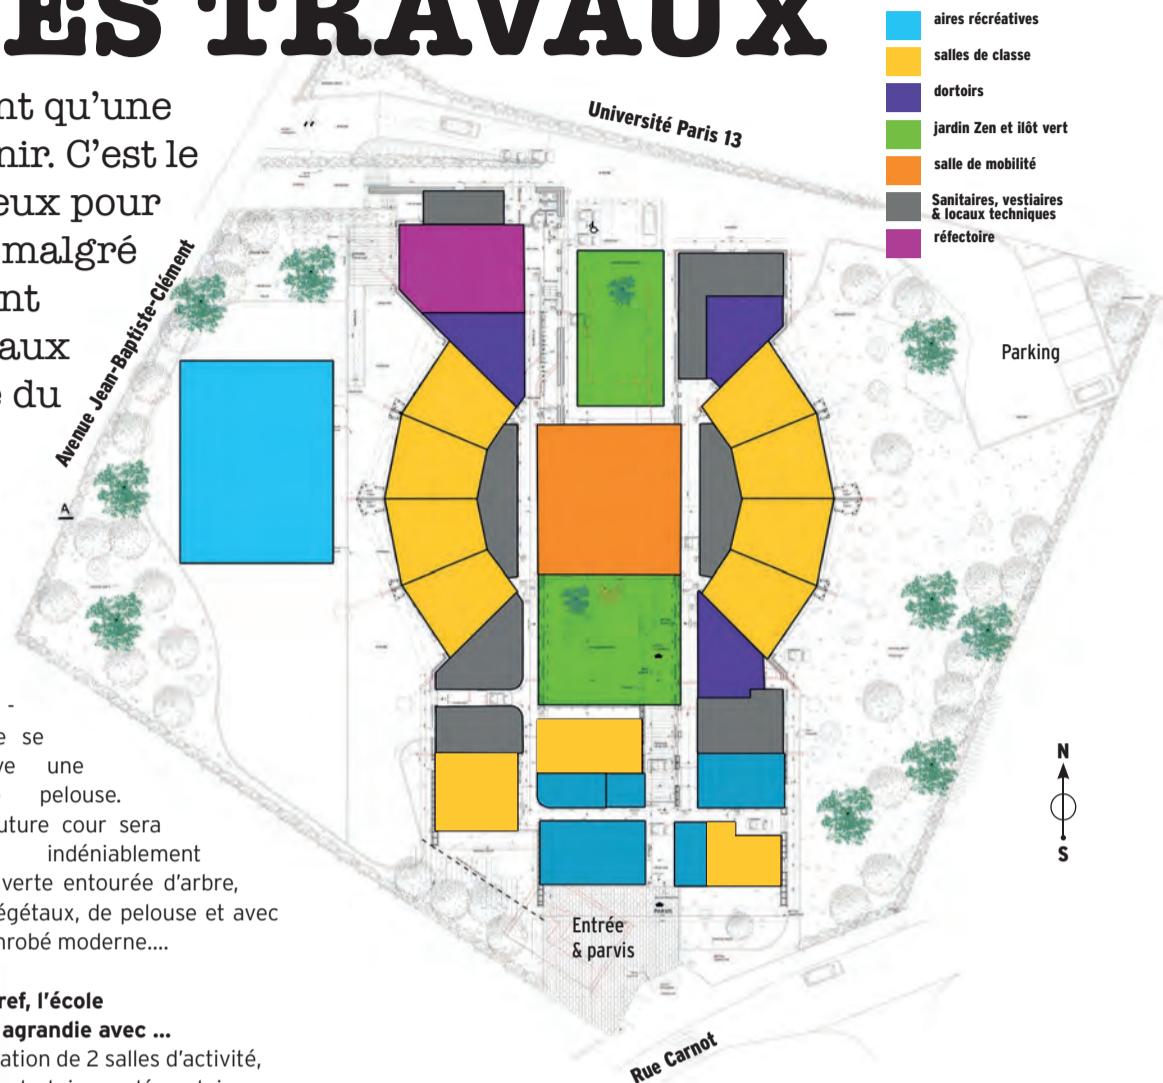 ES TRAVAUX
nt qu’une
nir. C’est le
eux pour
malgré
nt
aux
du
-
e se
ve une
pelouse.
uture cour sera
indéniablement
verte entourée d’arbre,
égétaux, de pelouse et avec
nrobé moderne....
ref, l’école
agrandie avec ...
ation de 2 salles d’activité,
aires récréatives
salles de classe
dortoirs
jardin Zen et ilôt vert
salle de mobilité
Sanitaires, vestiaires
& locaux techniques
réfectoire
Université Paris 13
Avenue Jean-Baptiste-Clément
Parking
A
N
S
PARVIS
Entrée
& parvis
Rue Carnot